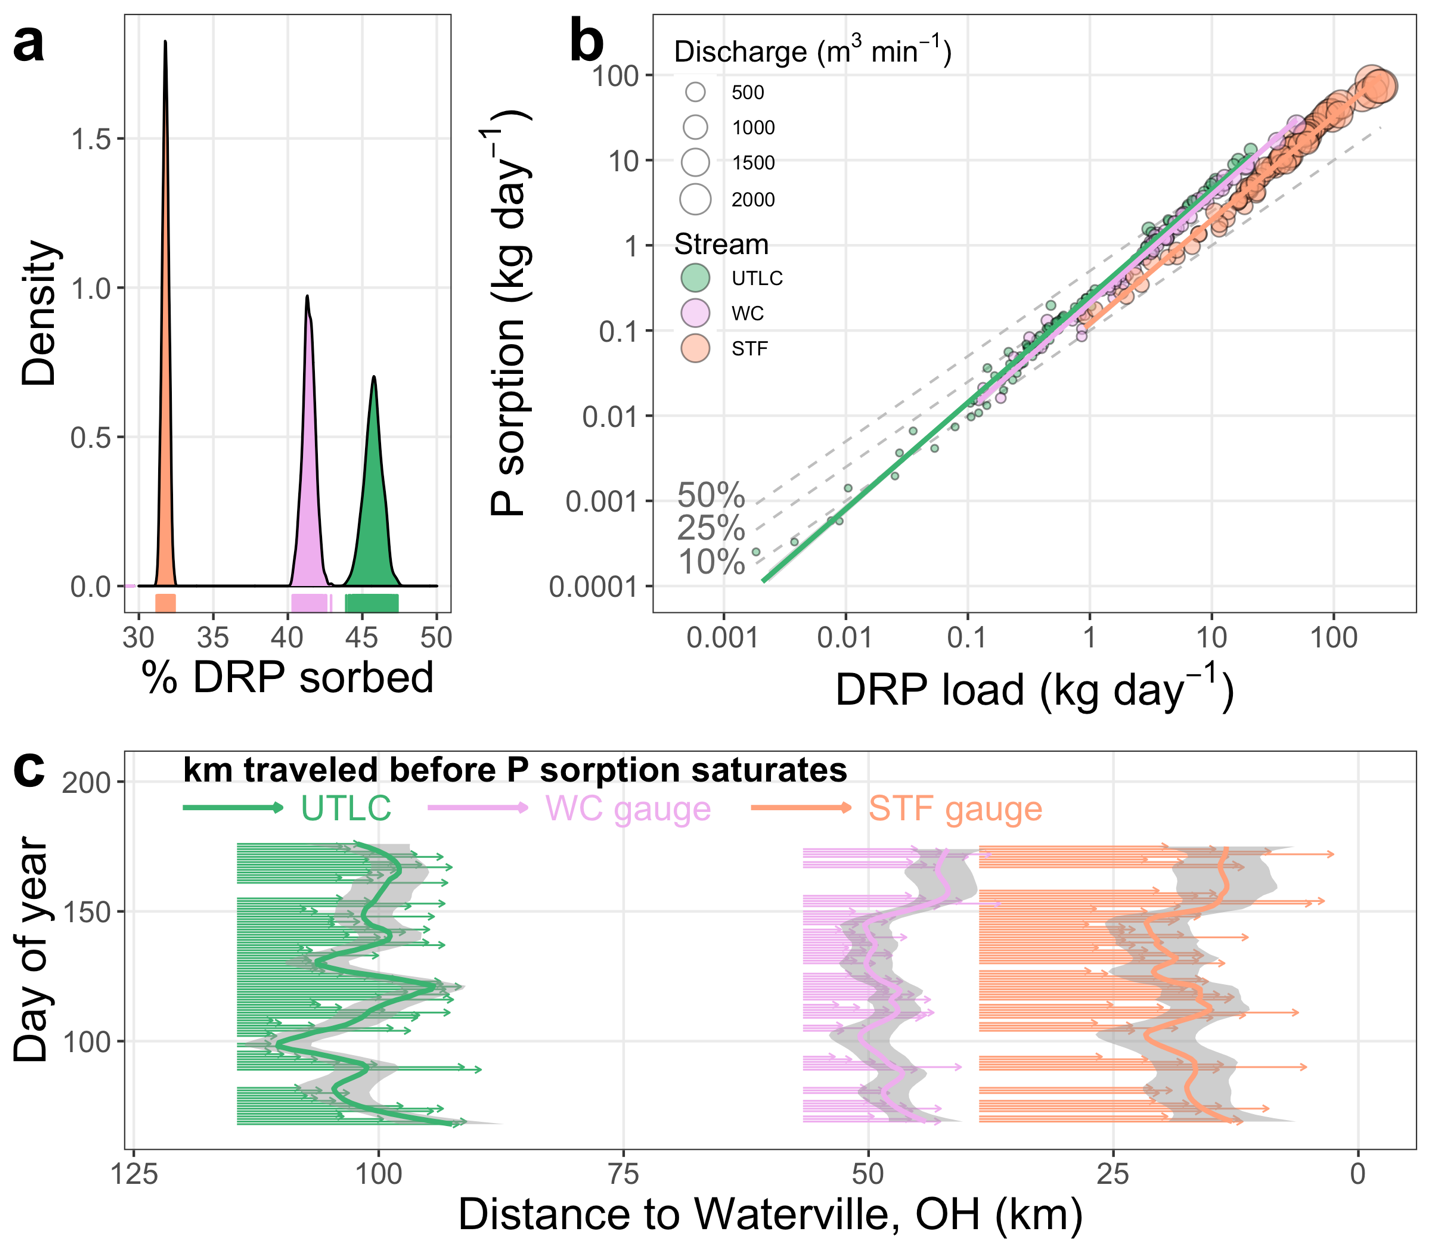 a
Density
1.5
1.0
0.5
0.0
30 35 40 45 50
% DRP sorbed
b
P sorption (kg day⁻¹)
100
10
1
0.1
0.01
0.001
0.0001
Discharge (m³ min⁻¹)
500
1000
1500
2000
Stream
UTLC
WC
STF
50%
25%
10%
0.001 0.01 0.1 1 10 100
DRP load (kg day⁻¹)
c
Day of year
200
150
100
km traveled before P sorption saturates
UTLC WC gauge STF gauge
125 100 75 50 25 0
Distance to Waterville, OH (km)